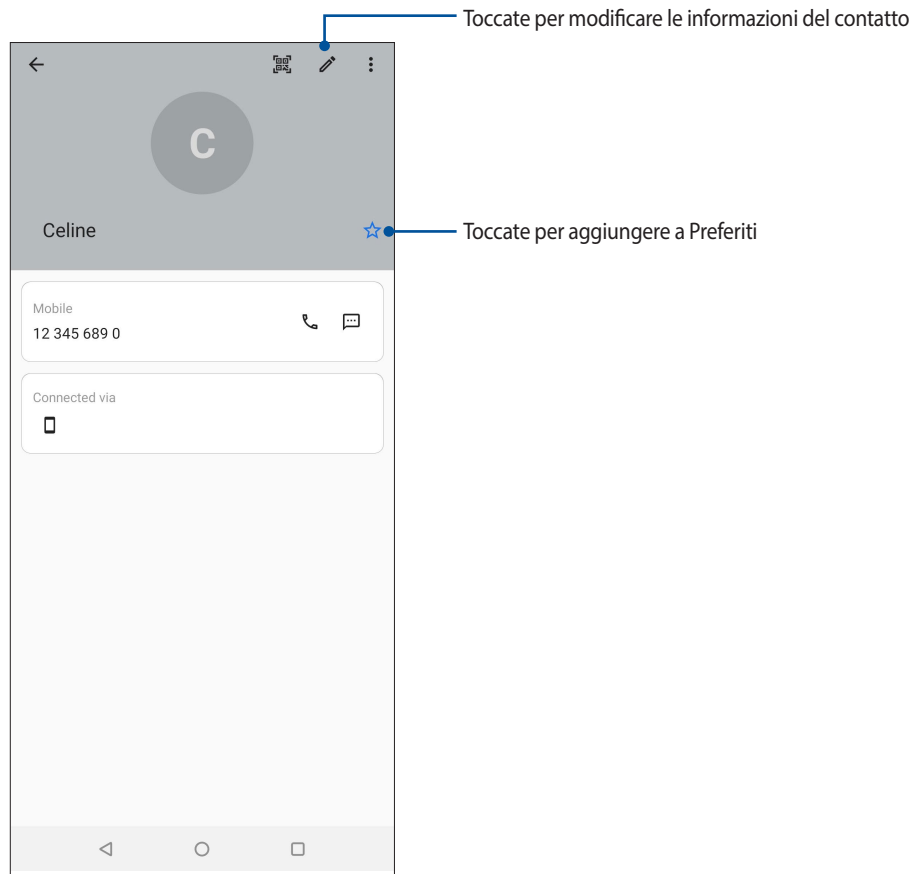 Toccate per modificare le informazioni del contatto
C
Celine
Toccate per aggiungere a Preferiti
Mobile
12 345 689 0
Connected via